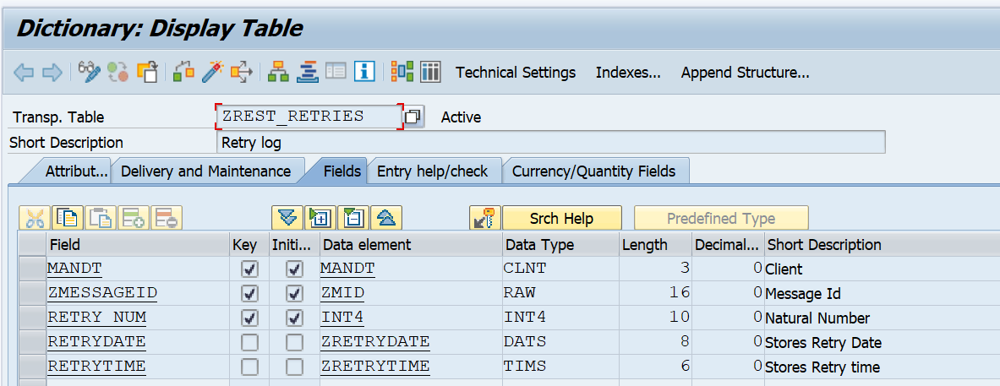 Dictionary: Display Table
Technical Settings Indexes... Append Structure...
Transp. Table ZREST_RETRIES Active
Short Description Retry log
Attribut... Delivery and Maintenance Fields Entry help/check Currency/Quantity Fields
Srch Help Predefined Type
Field Key Initi... Data element Data Type Length Decimal... Short Description
MANDT MANDT CLNT 3 0 Client
ZMESSAGEID ZMID RAW 16 0 Message Id
RETRY_NUM INT4 INT4 10 0 Natural Number
RETRYDATE ZRETRYDATE DATS 8 0 Stores Retry Date
RETRYTIME ZRETRYTIME TIMS 6 0 Stores Retry time